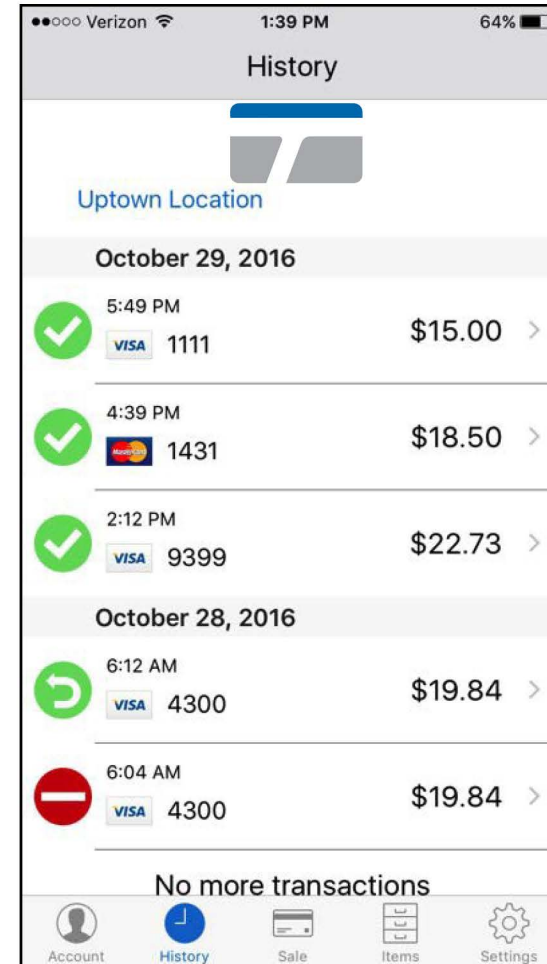 Verizon 1:39 PM 64%
History
Uptown Location
October 29, 2016
5:49 PM
VISA 1111 $15.00
4:39 PM
MasterCard 1431 $18.50
2:12 PM
VISA 9399 $22.73
October 28, 2016
6:12 AM
VISA 4300 $19.84
6:04 AM
VISA 4300 $19.84
No more transactions
Account History Sale Items Settings